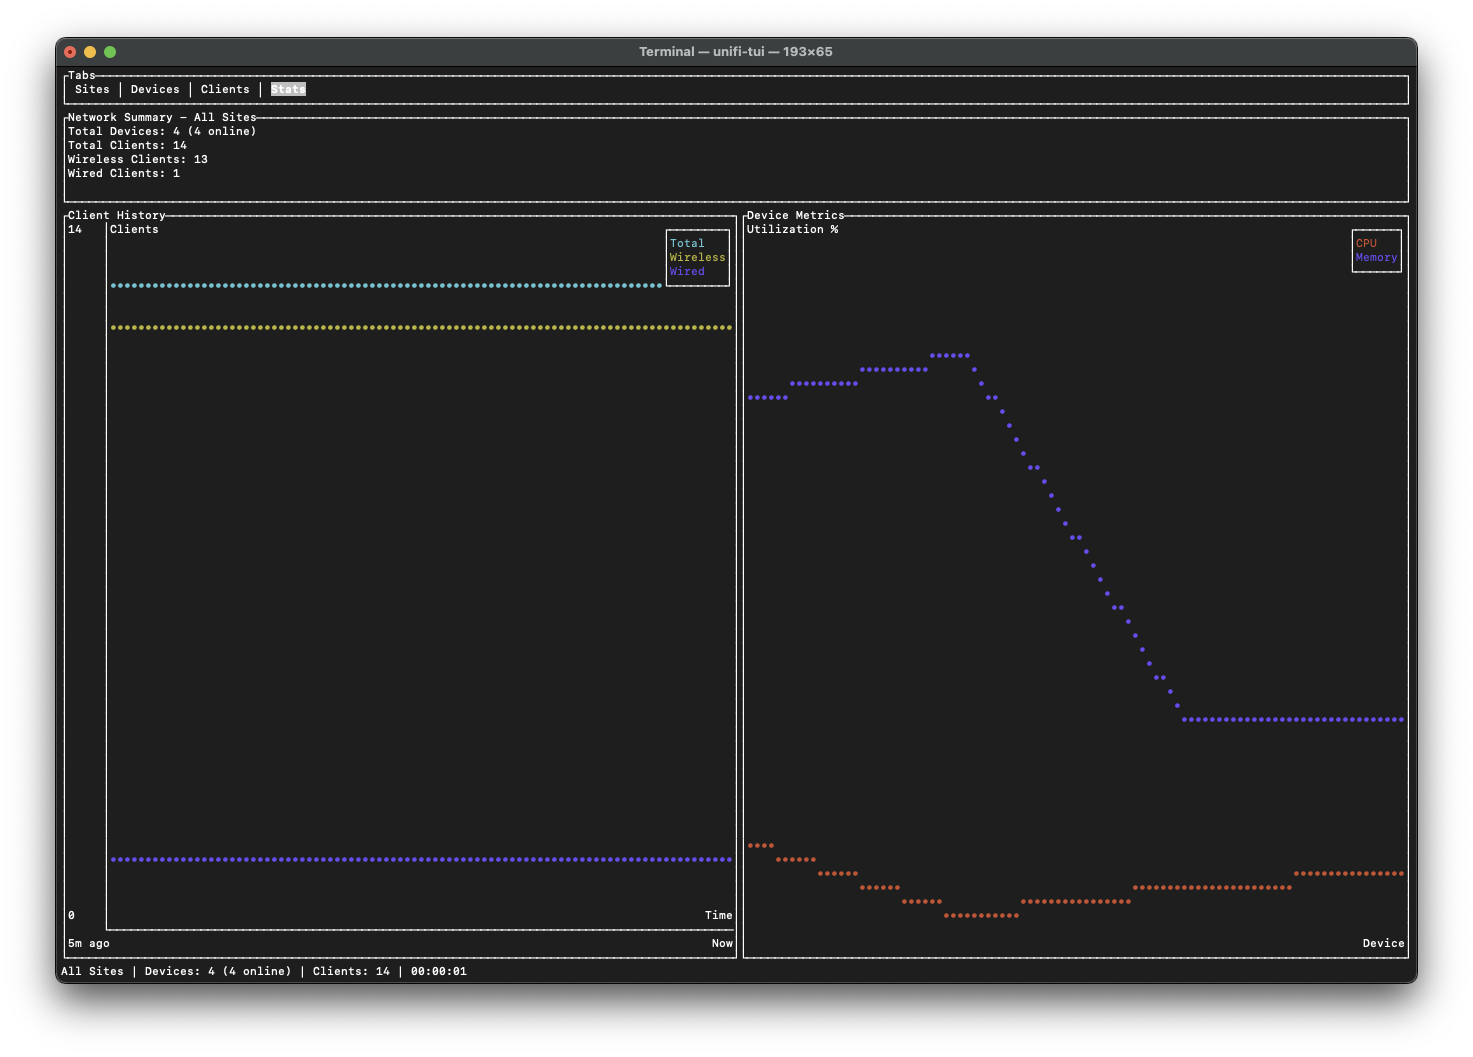 Terminal — unifi-tui — 193×65
Tabs
Sites | Devices | Clients | Stats
Network Summary - All Sites
Total Devices: 4 (4 online)
Total Clients: 14
Wireless Clients: 13
Wired Clients: 1
Client History
14
Clients
Total
Wireless
Wired
0
Time
5m ago
Now
Device Metrics
Utilization %
CPU
Memory
Device
All Sites | Devices: 4 (4 online) | Clients: 14 | 00:00:01